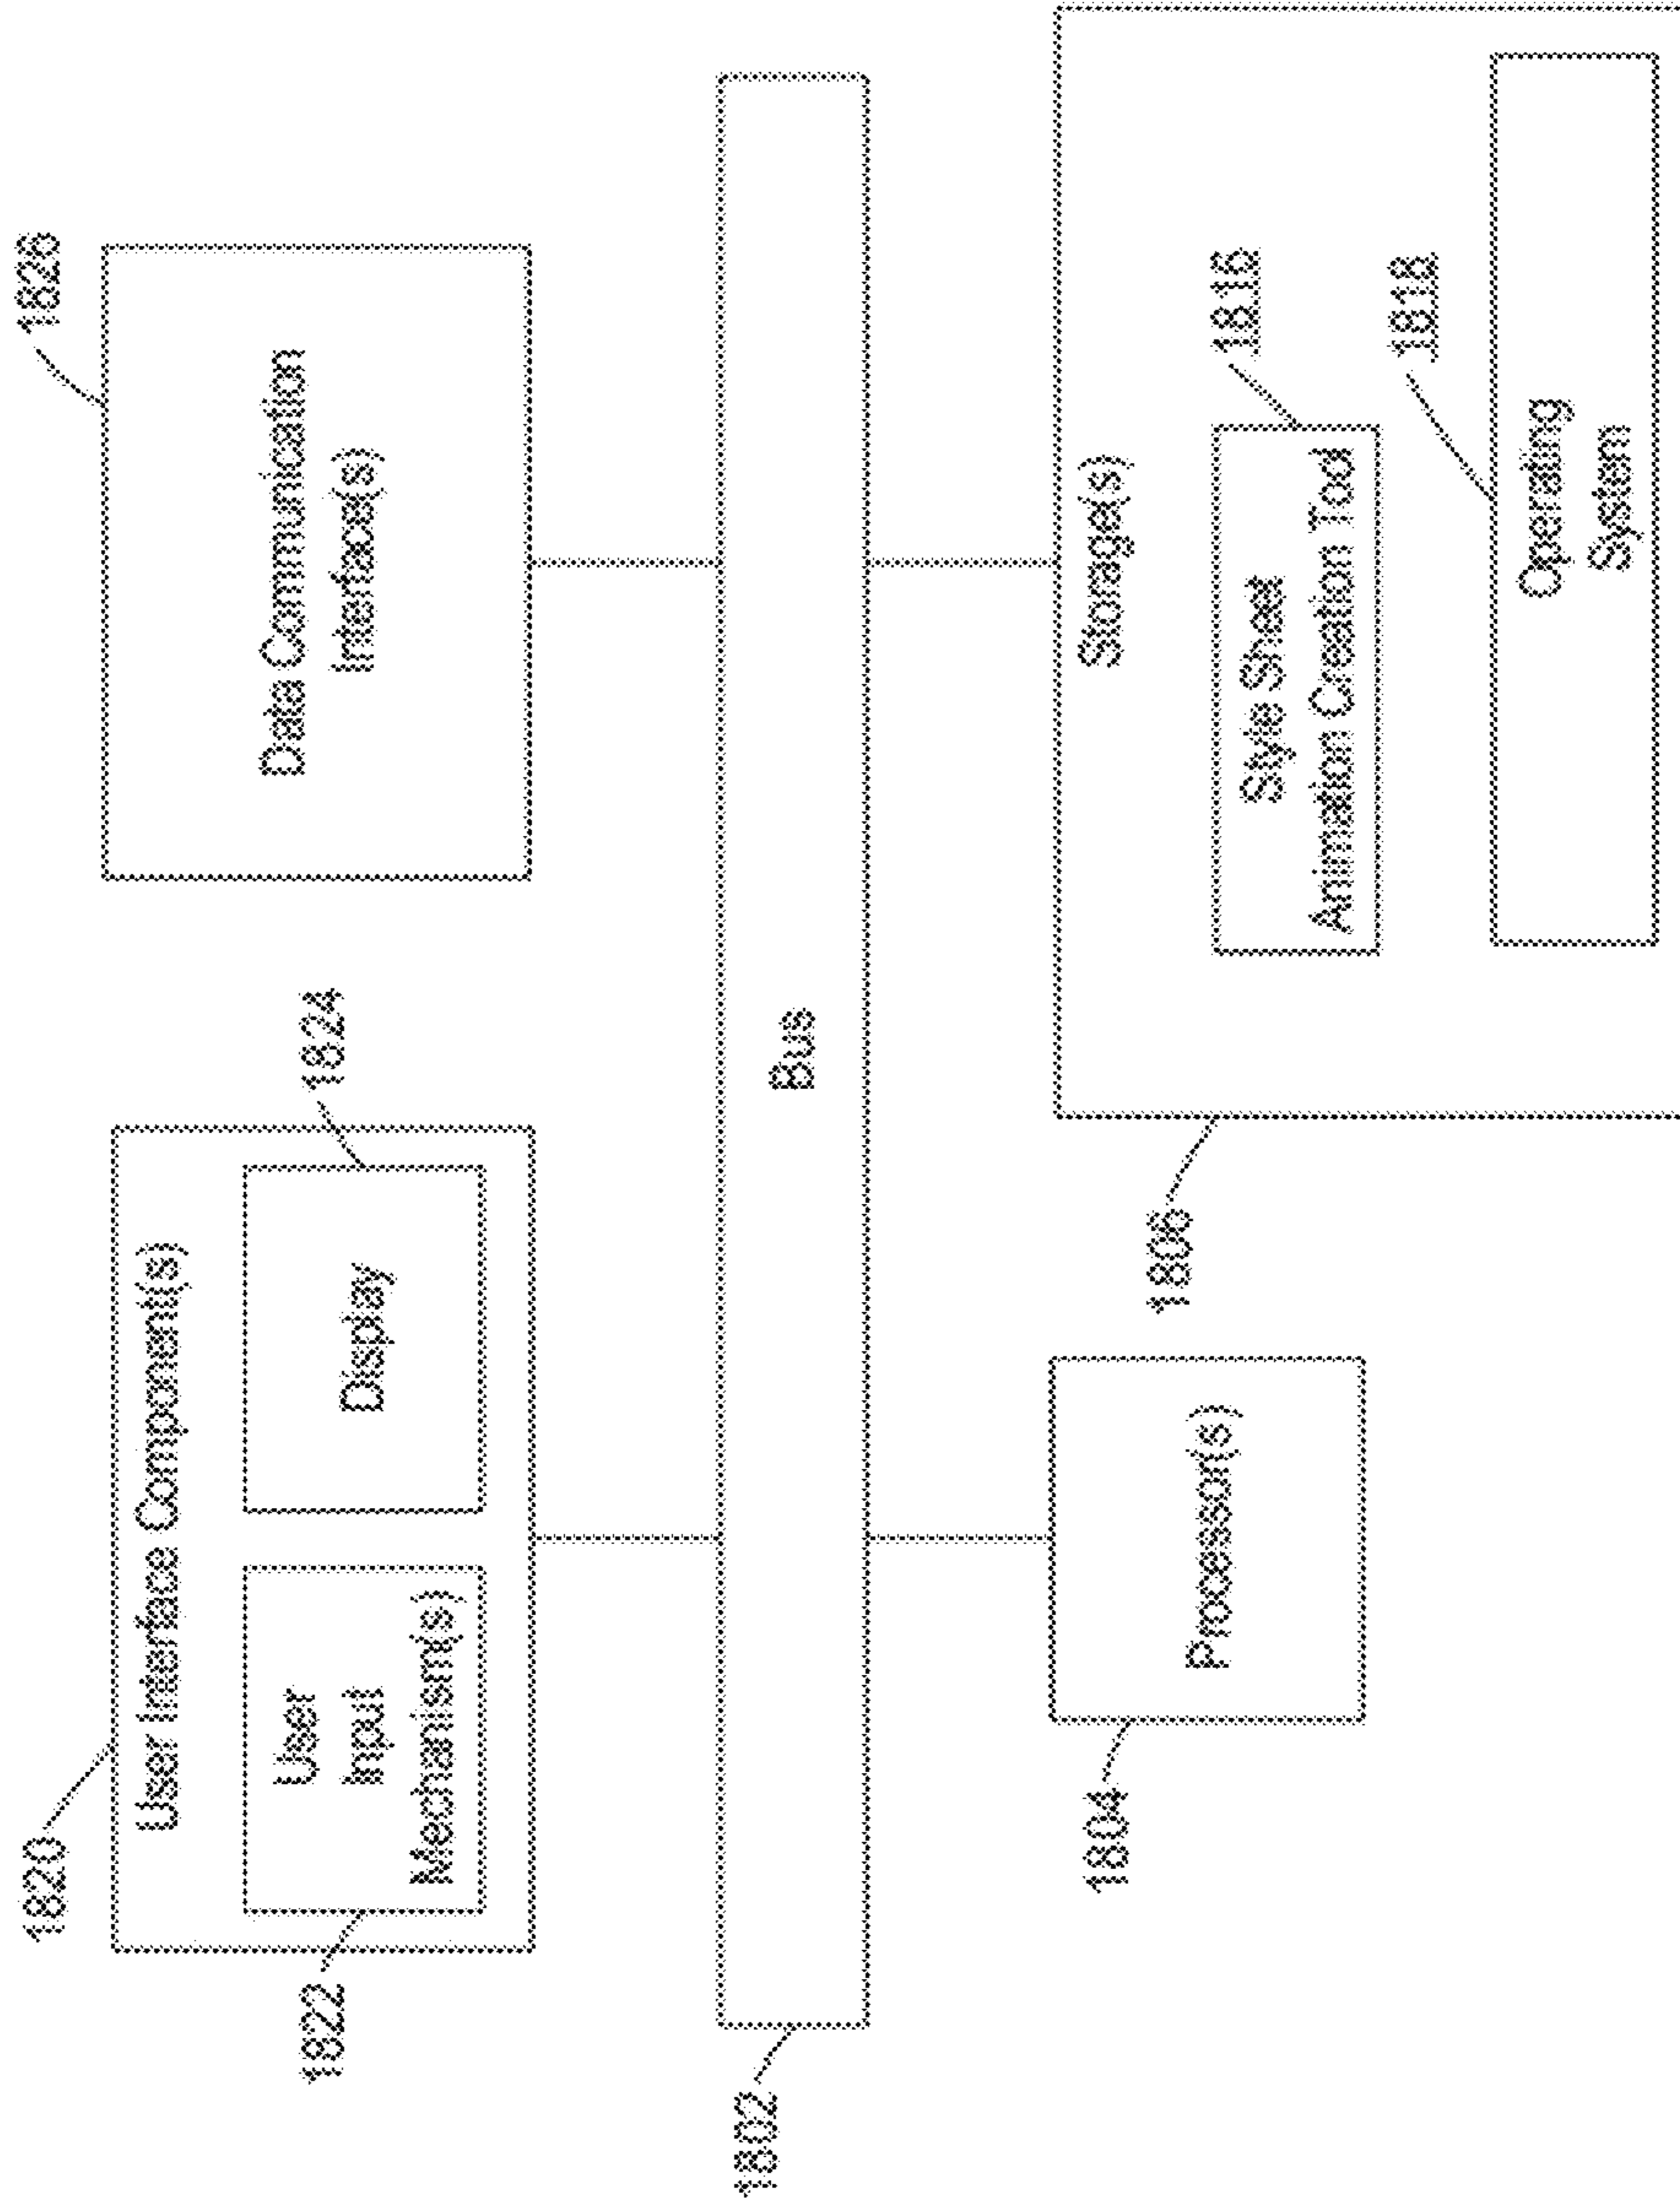 1820
User Interface Component(s)
1822
User
Input
Mechanism(s)
Display
1824
1826
Data Communication
Interface(s)
1802
Bus
1804
Processor(s)
1806
Storage(s)
1816
Style Sheet
Animation Creation Tool
1818
Operating
System